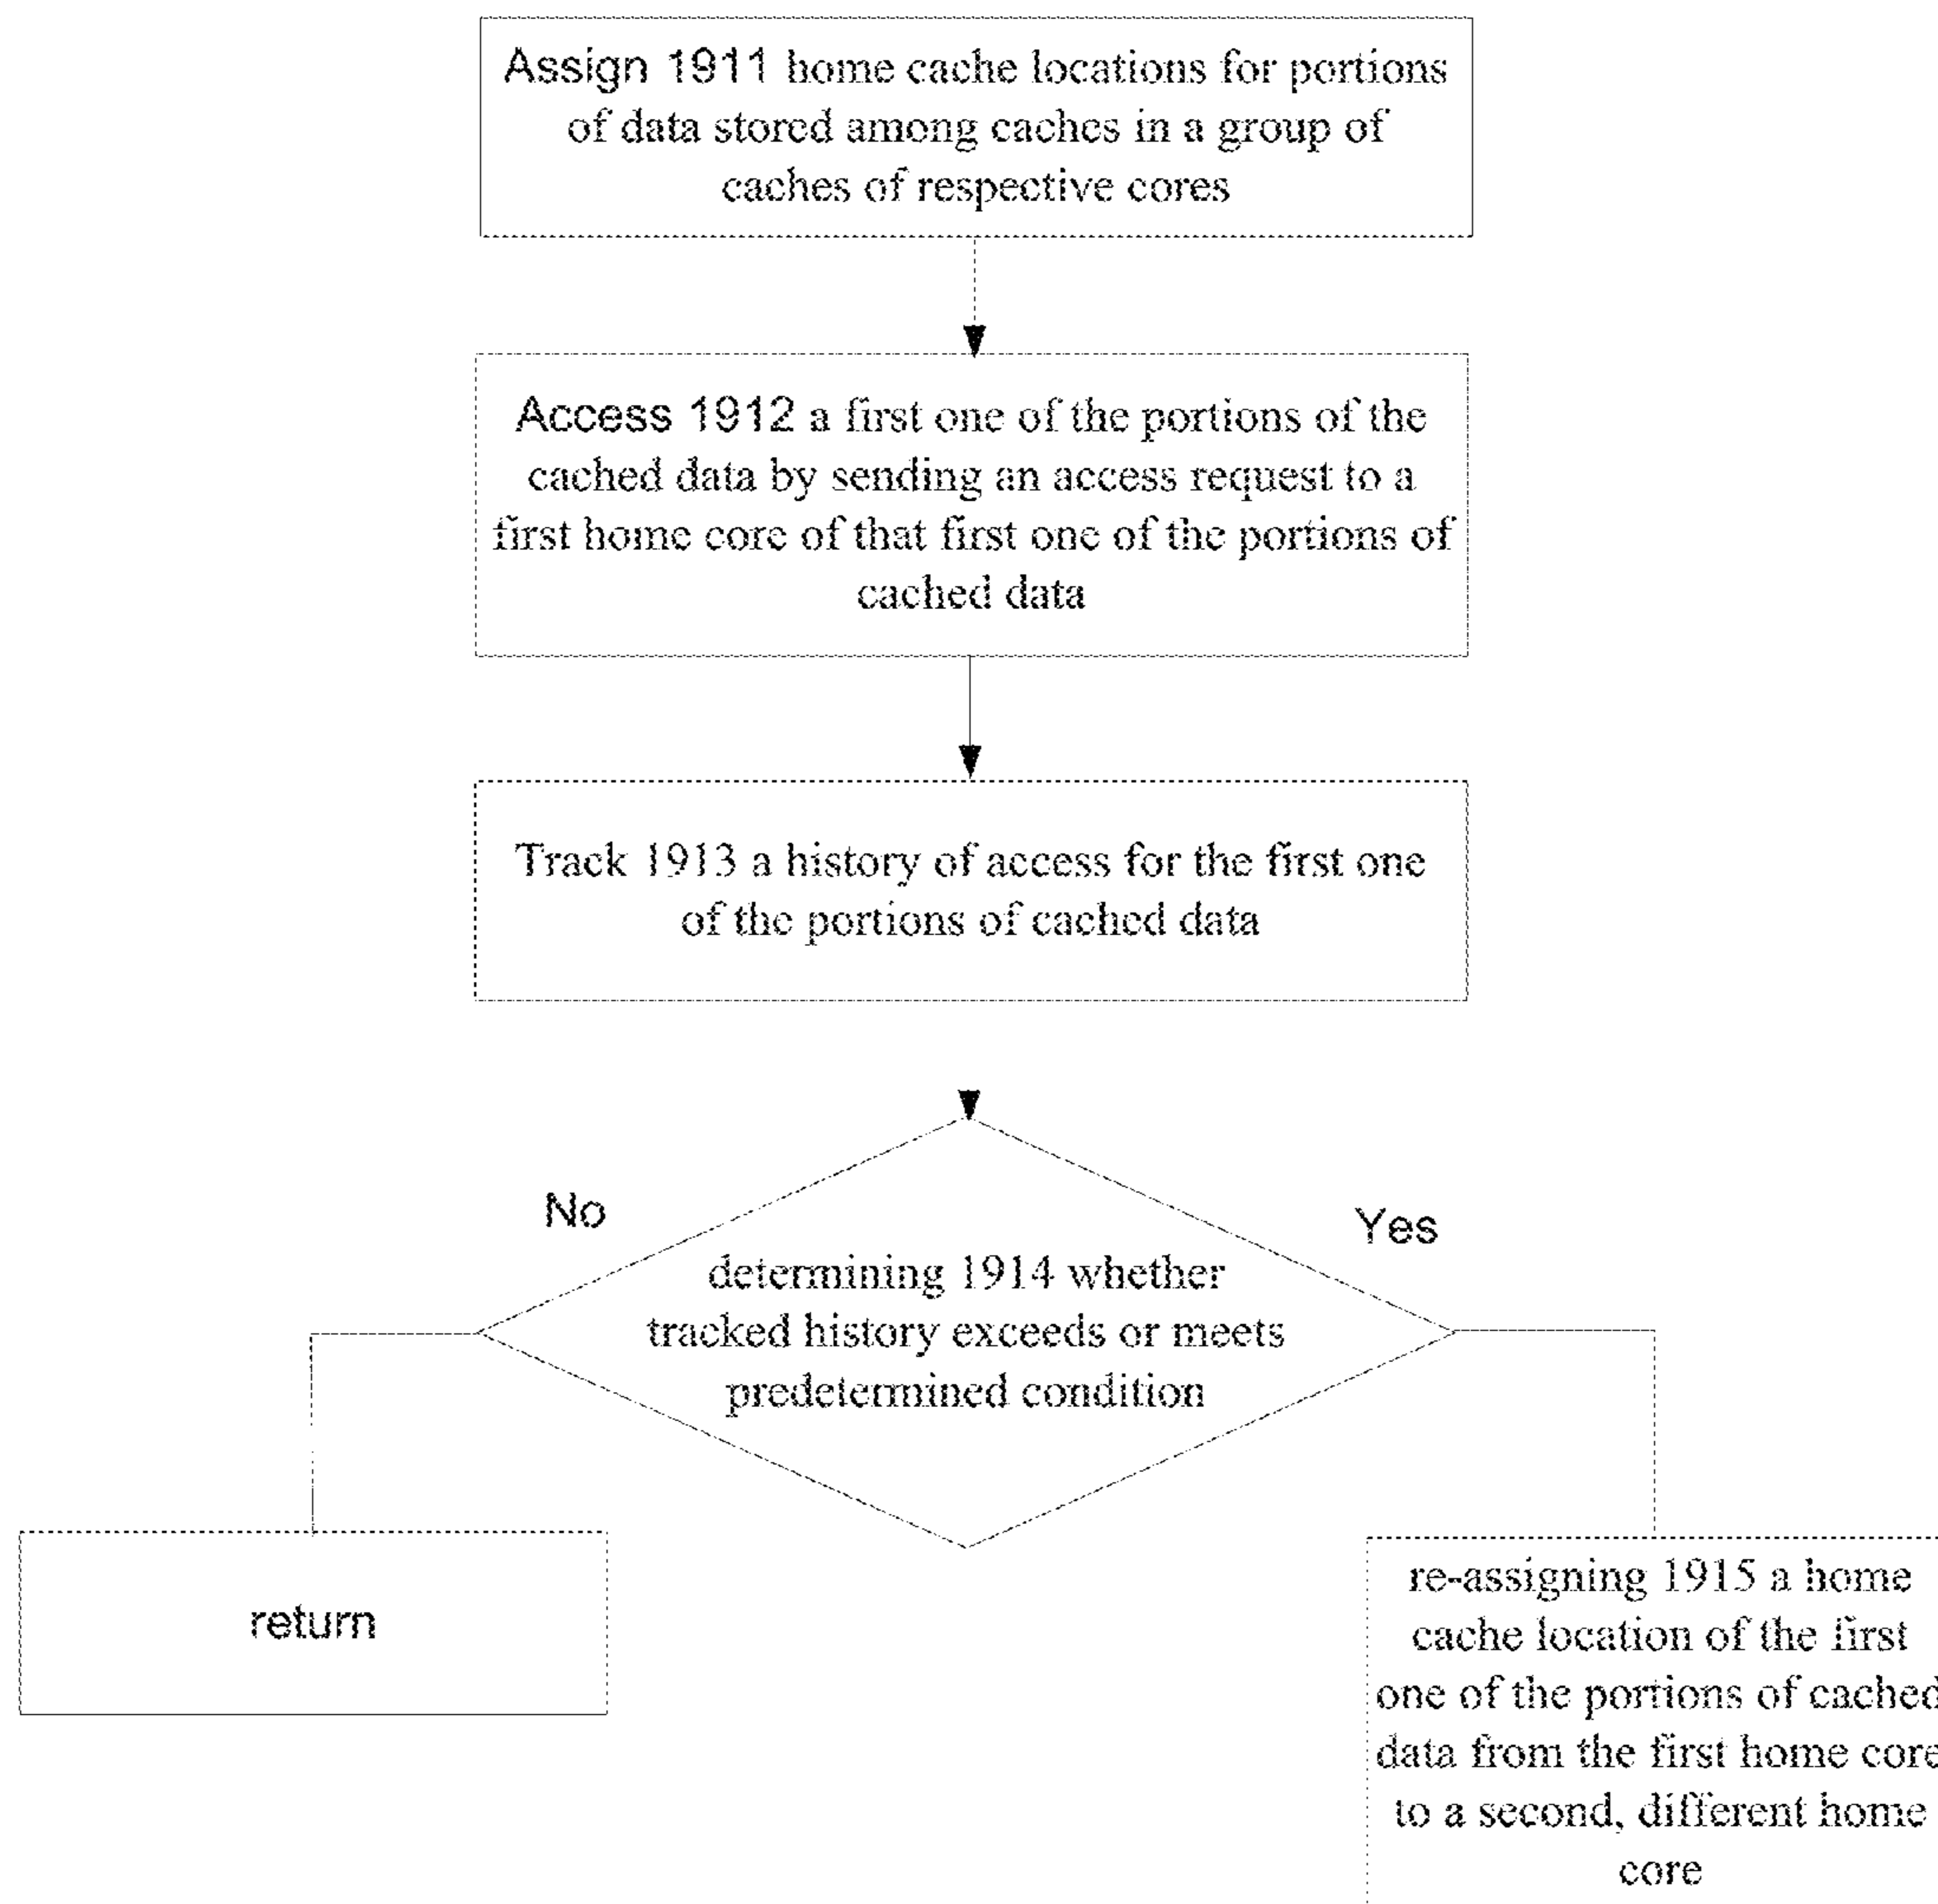 Assign 1911 home cache locations for portions
of data stored among caches in a group of
caches of respective cores
Access 1912 a first one of the portions of the
cached data by sending an access request to a
first home core of that first one of the portions of
cached data
Track 1913 a history of access for the first one
of the portions of cached data
No
Yes
determining 1914 whether
tracked history exceeds or meets
predetermined condition
return
re-assigning 1915 a home
cache location of the first
one of the portions of cached
data from the first home core
to a second, different home
core